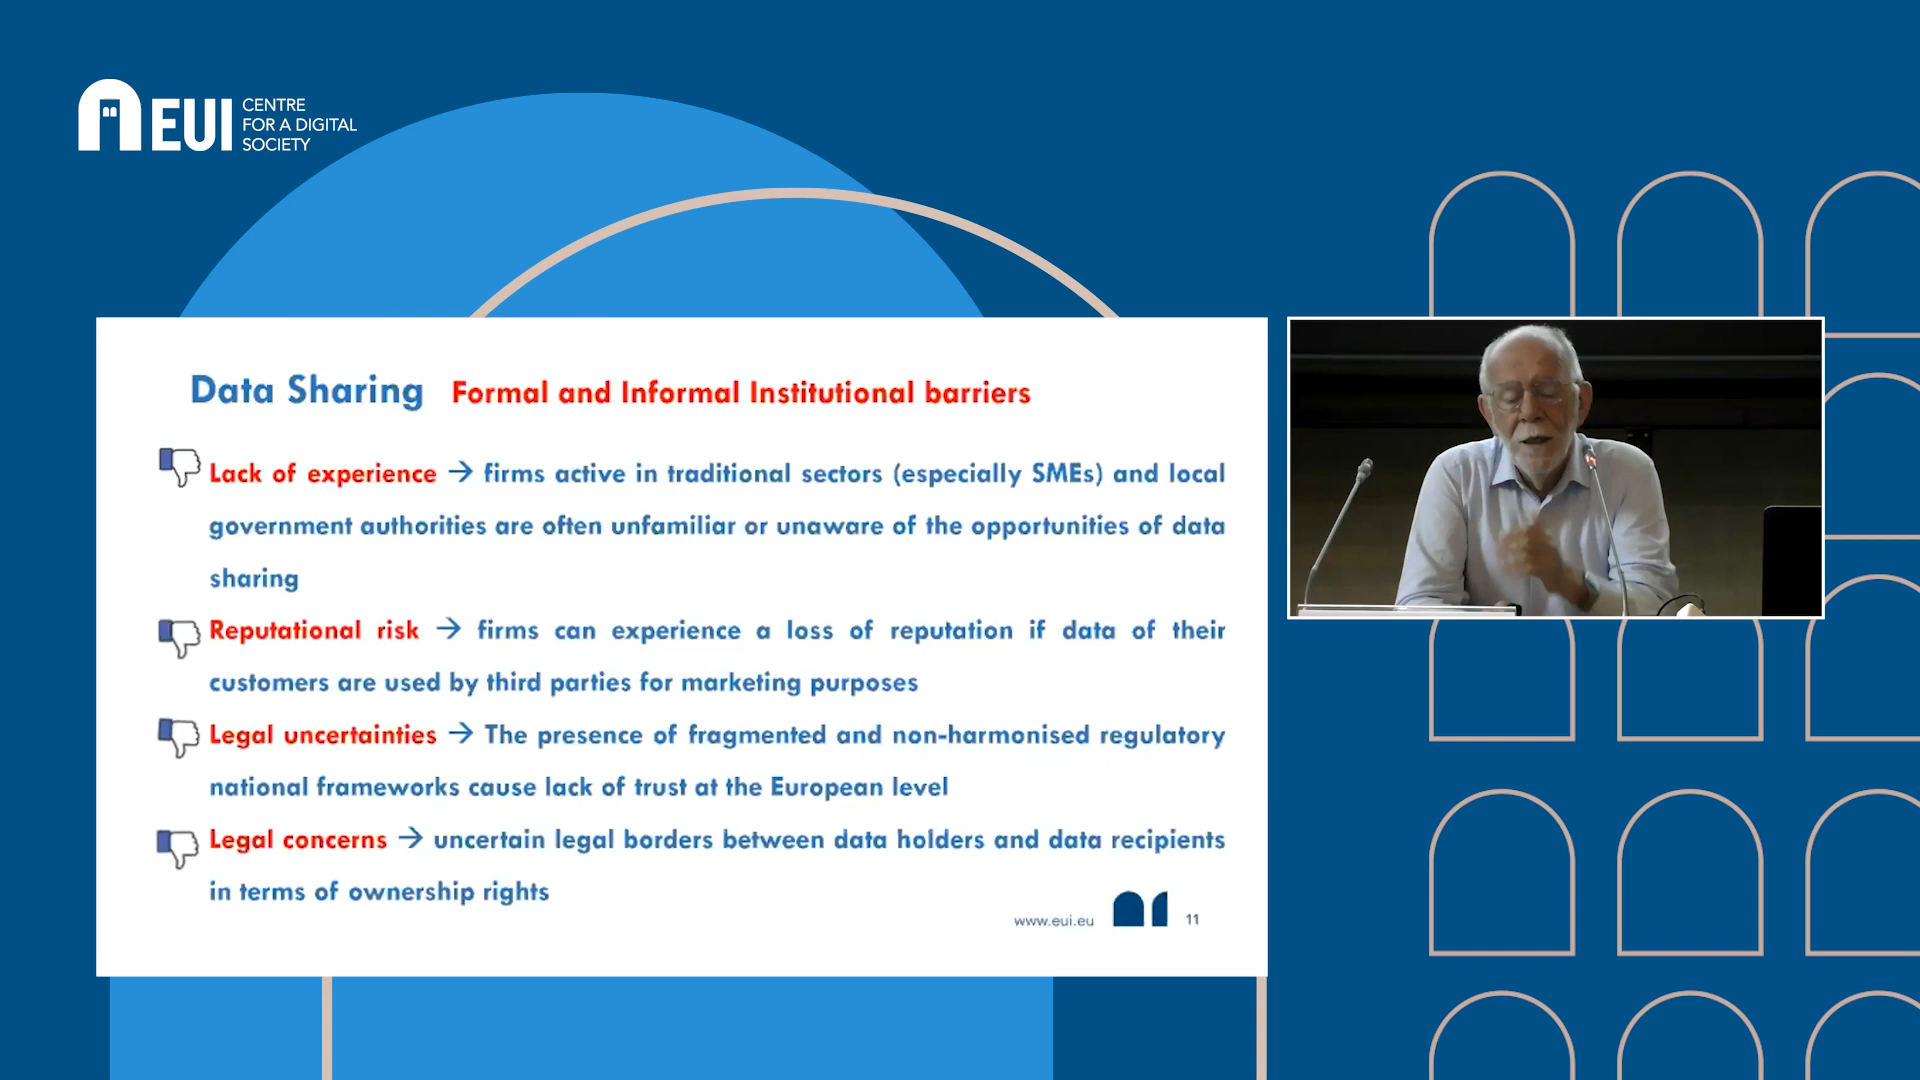 EUI
CENTRE
FOR A DIGITAL
SOCIETY
Data Sharing Formal and Informal Institutional barriers
Lack of experience → firms active in traditional sectors (especially SMEs) and local
government authorities are often unfamiliar or unaware of the opportunities of data
sharing
Reputational risk → firms can experience a loss of reputation if data of their
customers are used by third parties for marketing purposes
Legal uncertainties → The presence of fragmented and non-harmonised regulatory
national frameworks cause lack of trust at the European level
Legal concerns → uncertain legal borders between data holders and data recipients
in terms of ownership rights
www.eui.eu 11